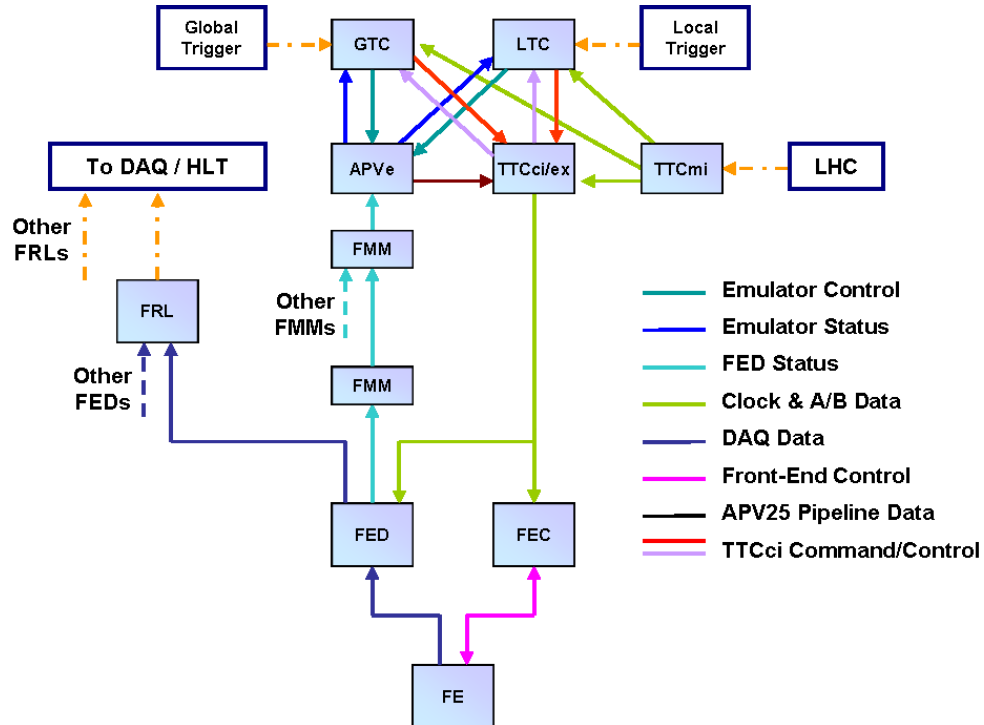 Global
Trigger
GTC
LTC
Local
Trigger
To DAQ / HLT
APVe
TTCci/ex
TTCmi
LHC
Other
FRLs
FMM
FRL
Other
FMMs
Other
FEDs
FMM
Emulator Control
Emulator Status
FED Status
Clock & A/B Data
DAQ Data
Front-End Control
APV25 Pipeline Data
TTCci Command/Control
FED
FEC
FE